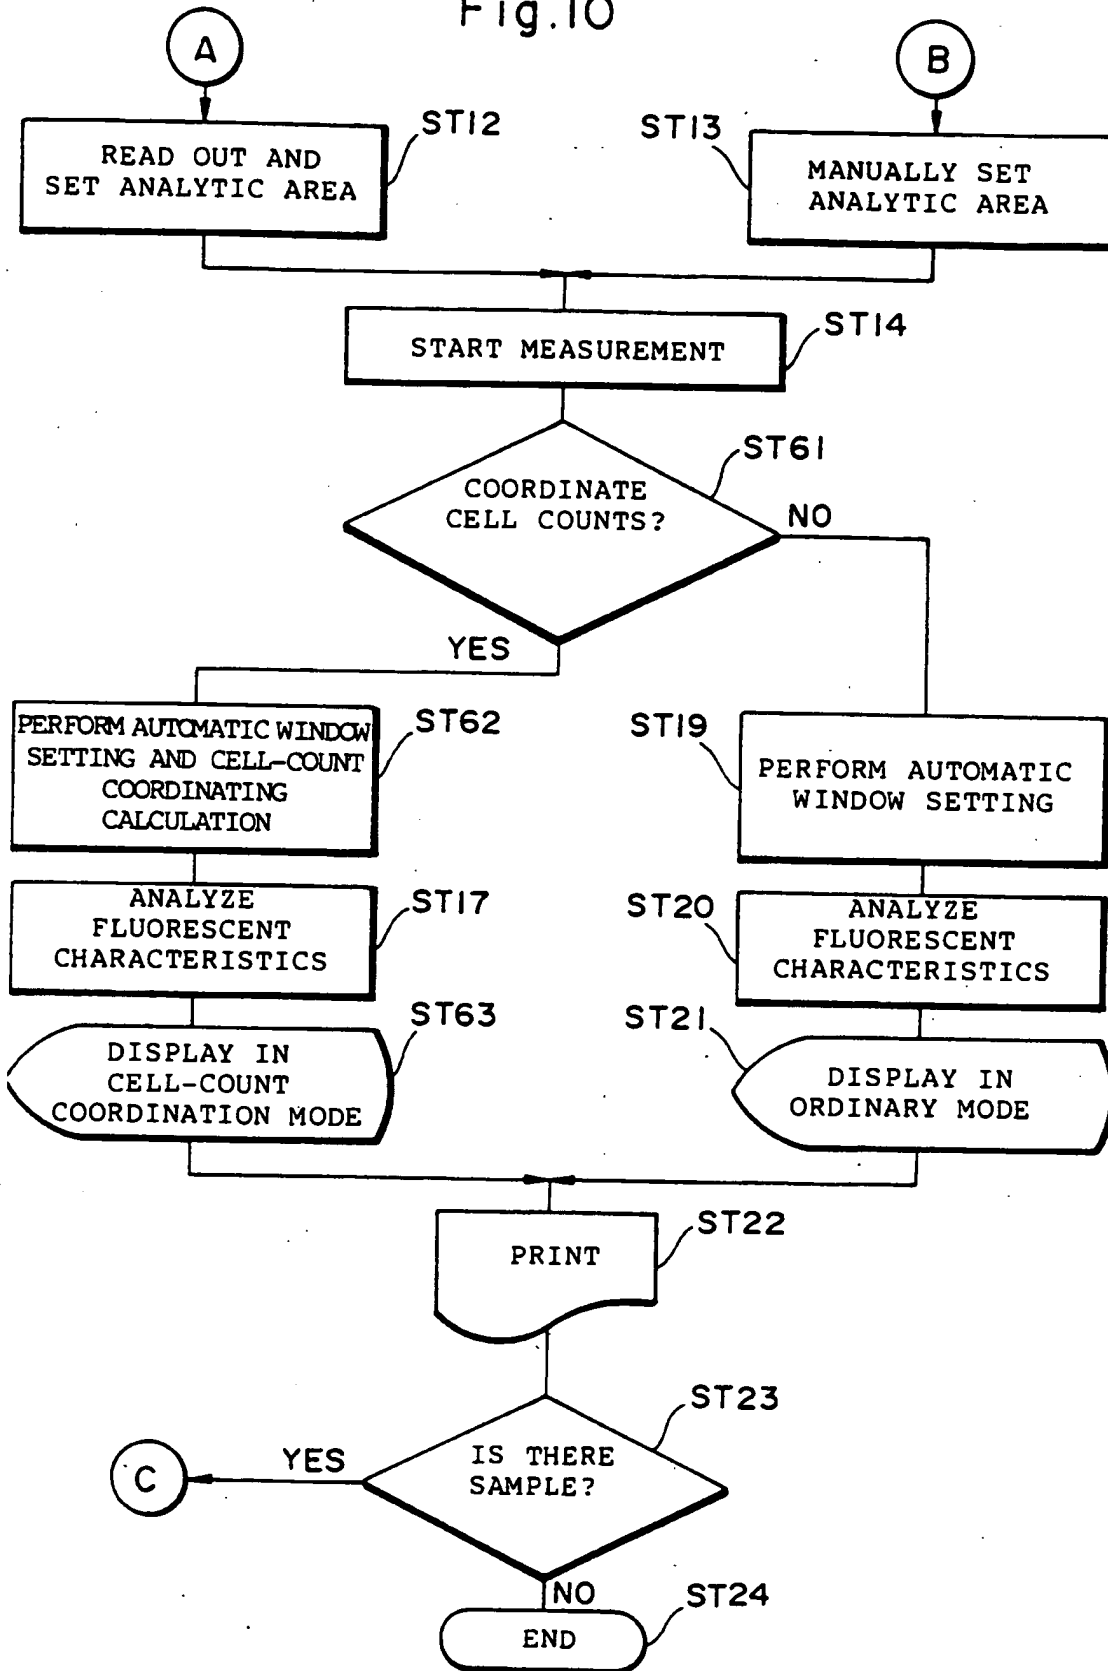 Fig.10
A
B
ST12
ST13
READ OUT AND
SET ANALYTIC AREA
MANUALLY SET
ANALYTIC AREA
START MEASUREMENT
ST14
ST61
COORDINATE
CELL COUNTS?
NO
YES
PERFORM AUTOMATIC WINDOW
SETTING AND CELL-COUNT
COORDINATING
CALCULATION
ST62
ST19
PERFORM AUTOMATIC
WINDOW SETTING
ANALYZE
FLUORESCENT
CHARACTERISTICS
ST17
ST20
ANALYZE
FLUORESCENT
CHARACTERISTICS
ST63
ST21
DISPLAY IN
CELL-COUNT
COORDINATION MODE
DISPLAY IN
ORDINARY MODE
ST22
PRINT
ST23
IS THERE
SAMPLE?
YES
C
NO
ST24
END